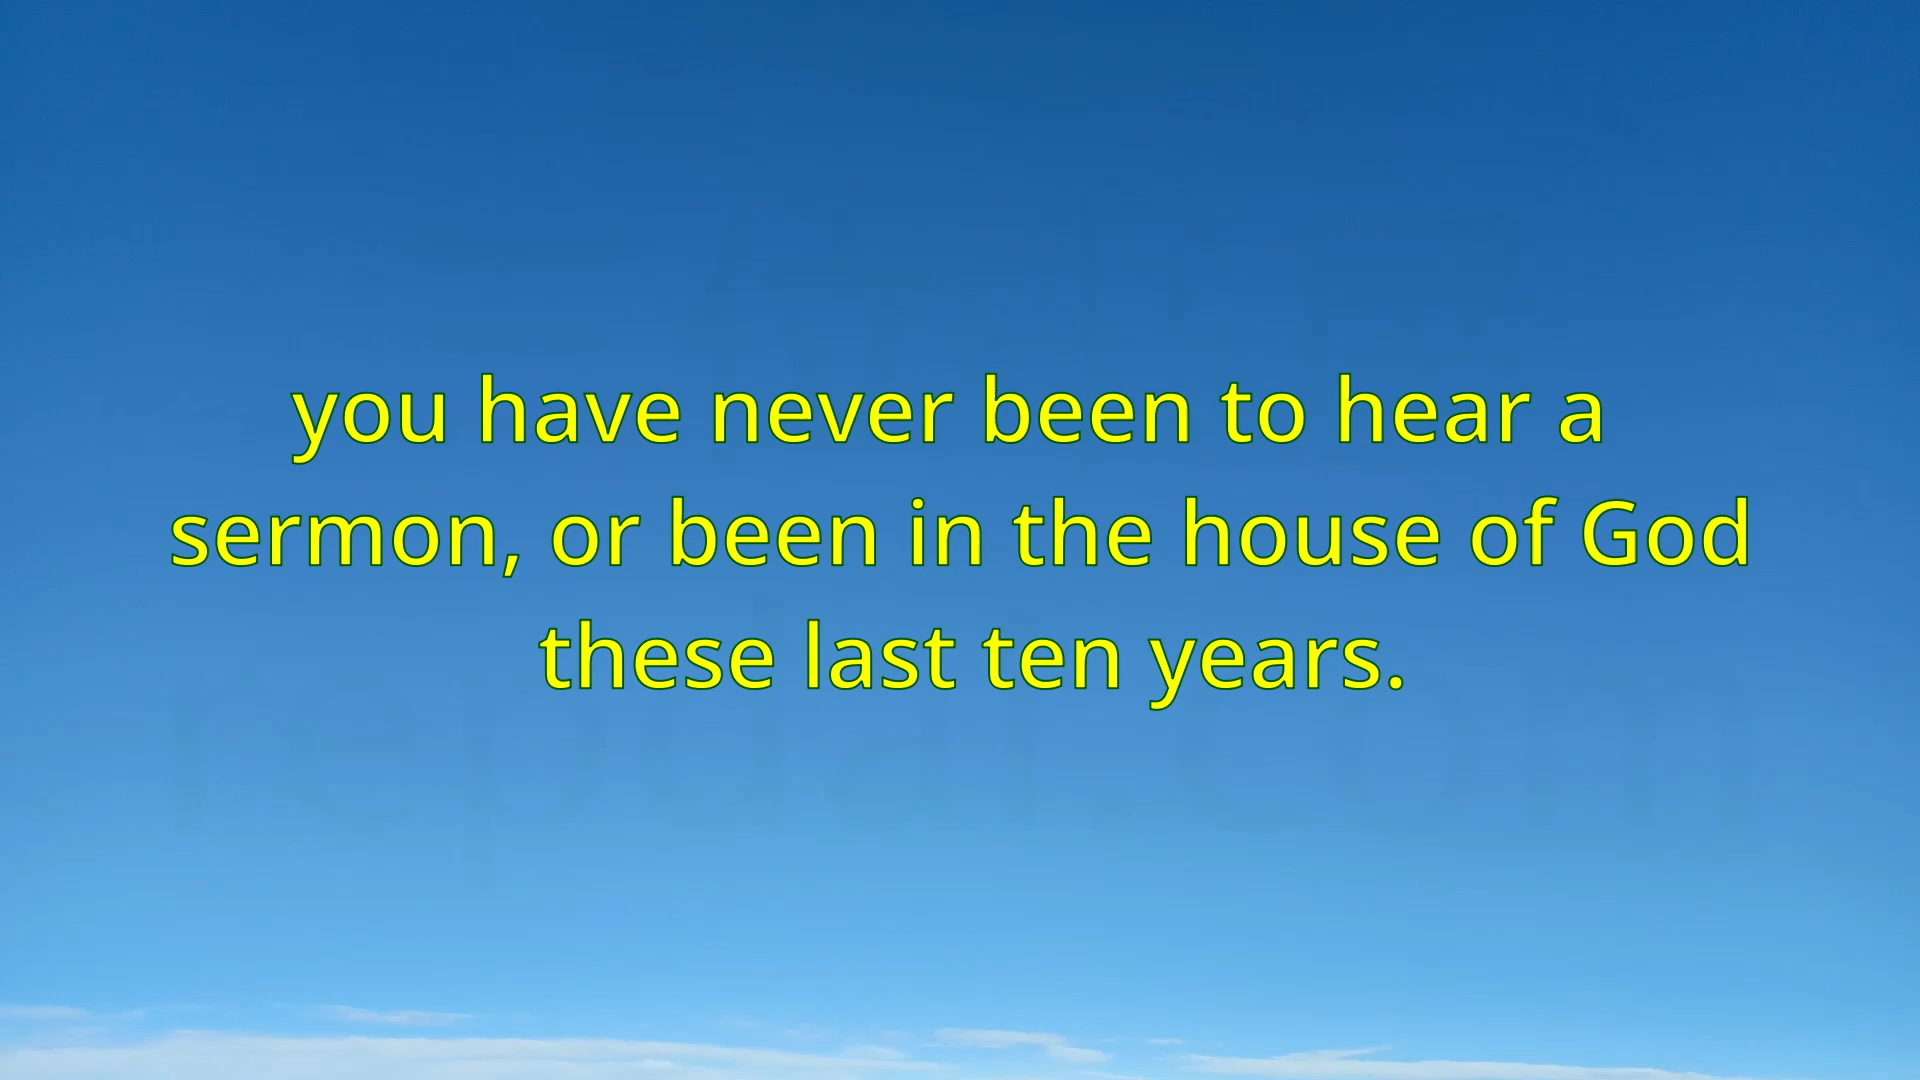 you have never been to hear a
sermon, or been in the house of God
these last ten years.